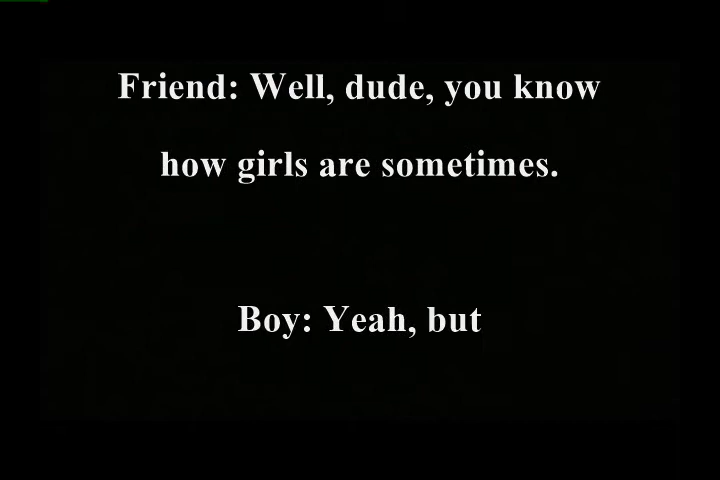 Friend: Well, dude, you know
how girls are sometimes.
Boy: Yeah, but